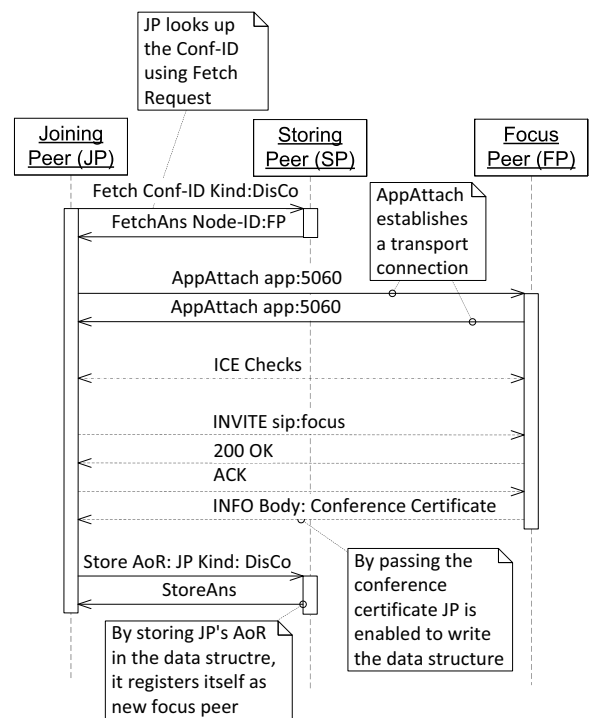 JP looks up
the Conf-ID
using Fetch
Request
Joining
Peer (JP)
Storing
Peer (SP)
Focus
Peer (FP)
Fetch Conf-ID Kind:DisCo
FetchAns Node-ID:FP
AppAttach
establishes
a transport
connection
AppAttach app:5060
AppAttach app:5060
ICE Checks
INVITE sip:focus
200 OK
ACK
INFO Body: Conference Certificate
Store AoR: JP Kind: DisCo
StoreAns
By passing the
conference
certificate JP is
enabled to write
the data structure
By storing JP's AoR
in the data structre,
it registers itself as
new focus peer